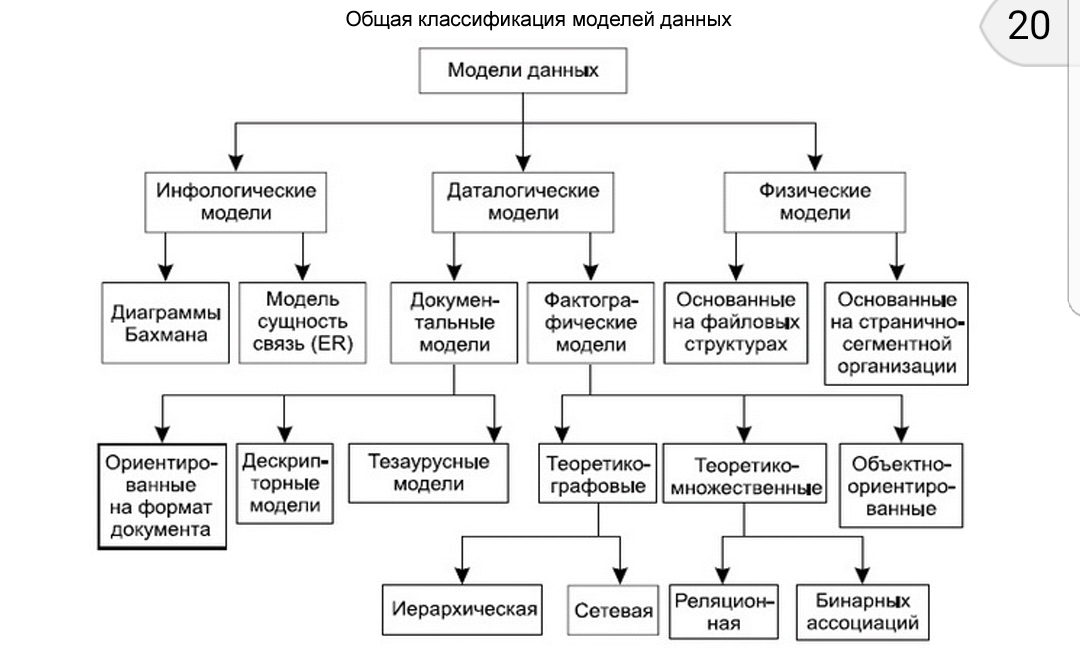 Общая классификация моделей данных
20
Модели данных
Инфологические
модели
Даталогические
модели
Физические
модели
Диаграммы
Бахмана
Модель
сущность
связь (ER)
Докумен-
тальные
модели
Фактогра-
фические
модели
Основанные
на файловых
структурах
Основанные
на странично-
сегментной
организации
Ориентиро-
ванные
на формат
документа
Дескрип-
торные
модели
Тезаурусные
модели
Теоретико-
графовые
Теоретико-
множественные
Объектно-
ориентиро-
ванные
Иерархическая
Сетевая
Реляцион-
ная
Бинарных
ассоциаций